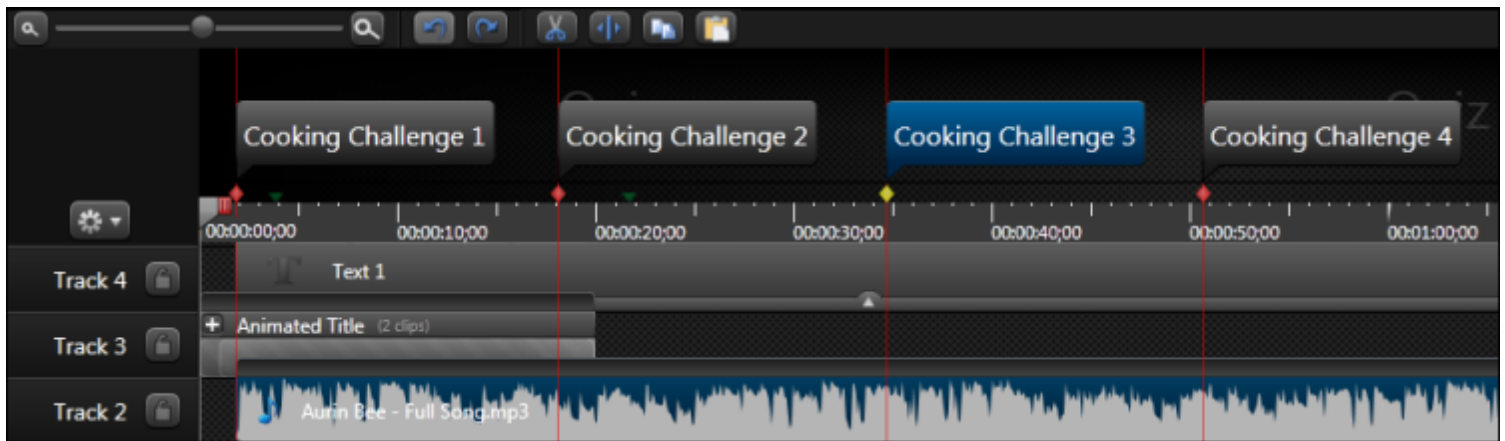 Quiz
Cooking Challenge 1
Cooking Challenge 2
Cooking Challenge 3
Cooking Challenge 4
00:00:00;00
00:00:10;00
00:00:20;00
00:00:30;00
00:00:40;00
00:00:50;00
00:01:00;00
Track 4
T
Text 1
Track 3
+ Animated Title (2 clips)
Track 2
Aurin Bee - Full Song.mp3